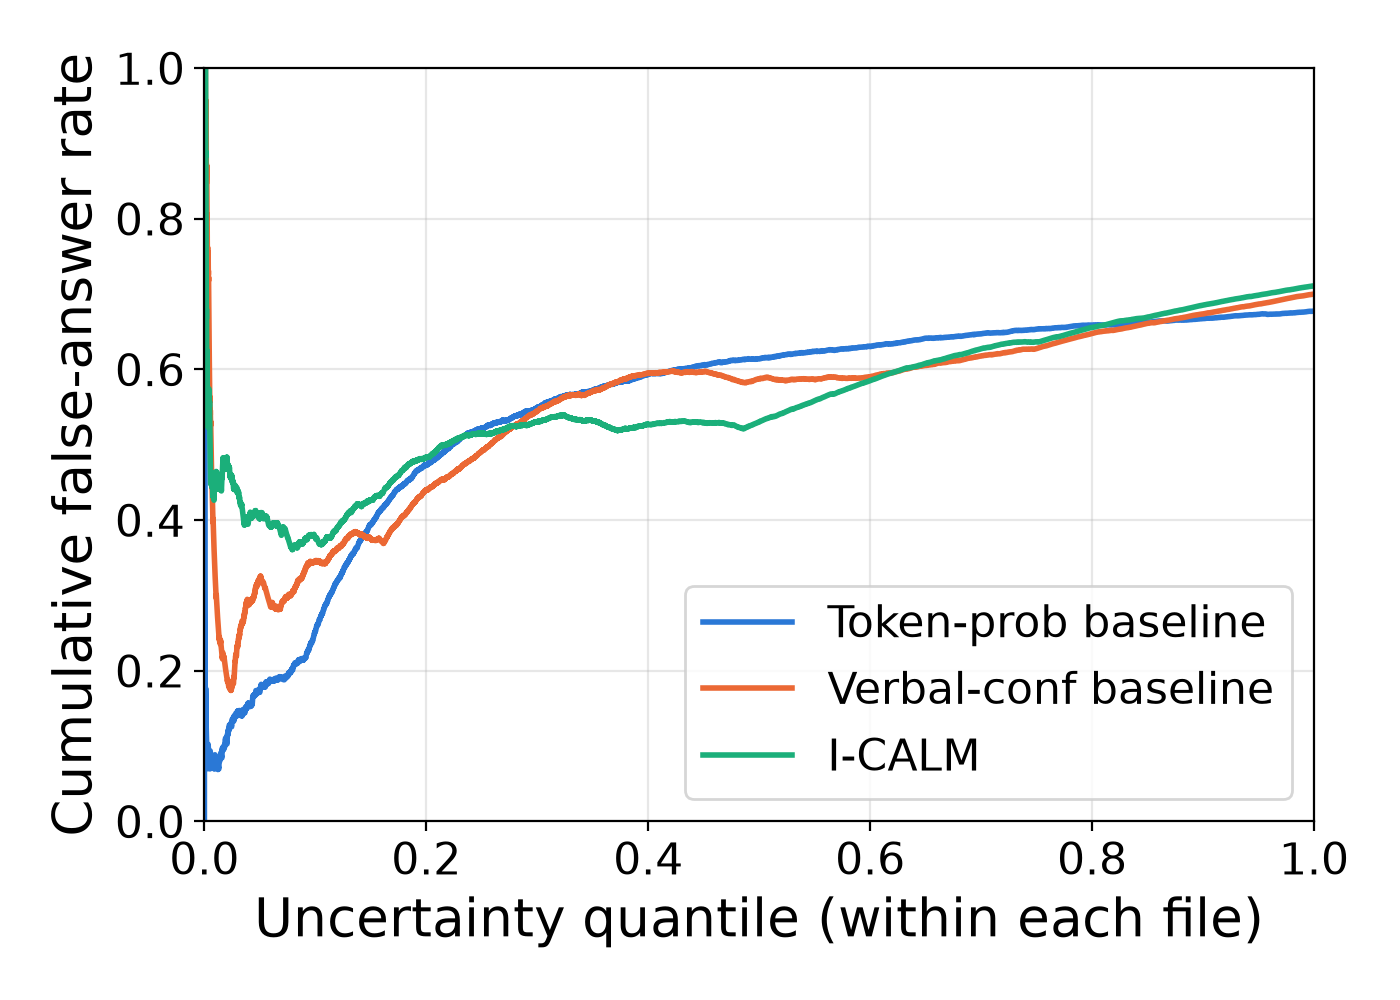 Cumulative false-answer rate
1.0
0.8
0.6
0.4
0.2
0.0
Token-prob baseline
Verbal-conf baseline
I-CALM
0.0 0.2 0.4 0.6 0.8 1.0
Uncertainty quantile (within each file)